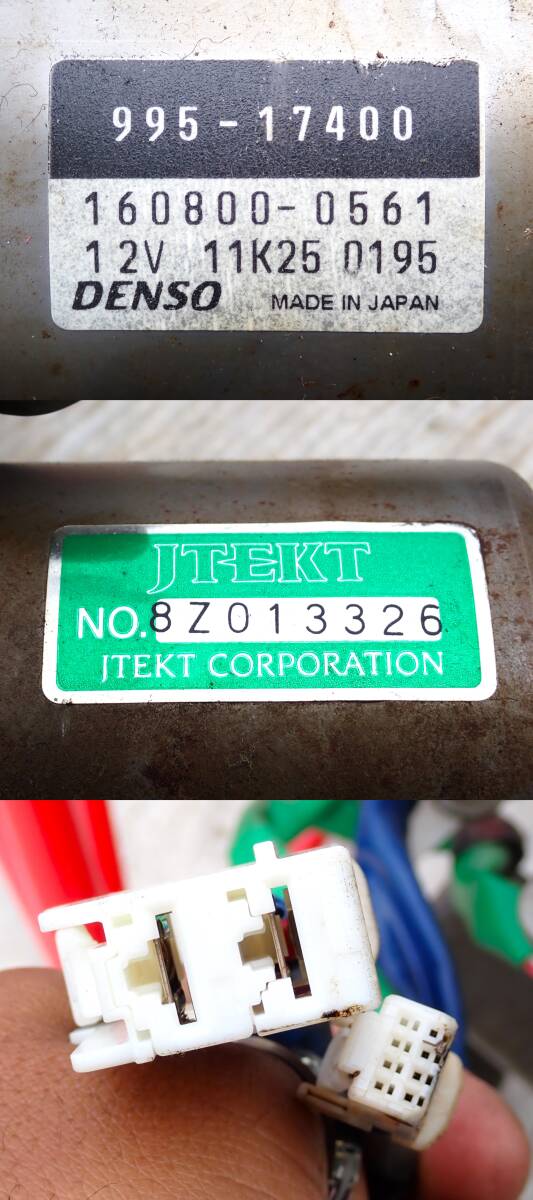 995-17400
160800-0561
12V 11K25 0195
DENSO MADE IN JAPAN
JTEKT
NO.8Z013326
JTEKT CORPORATION